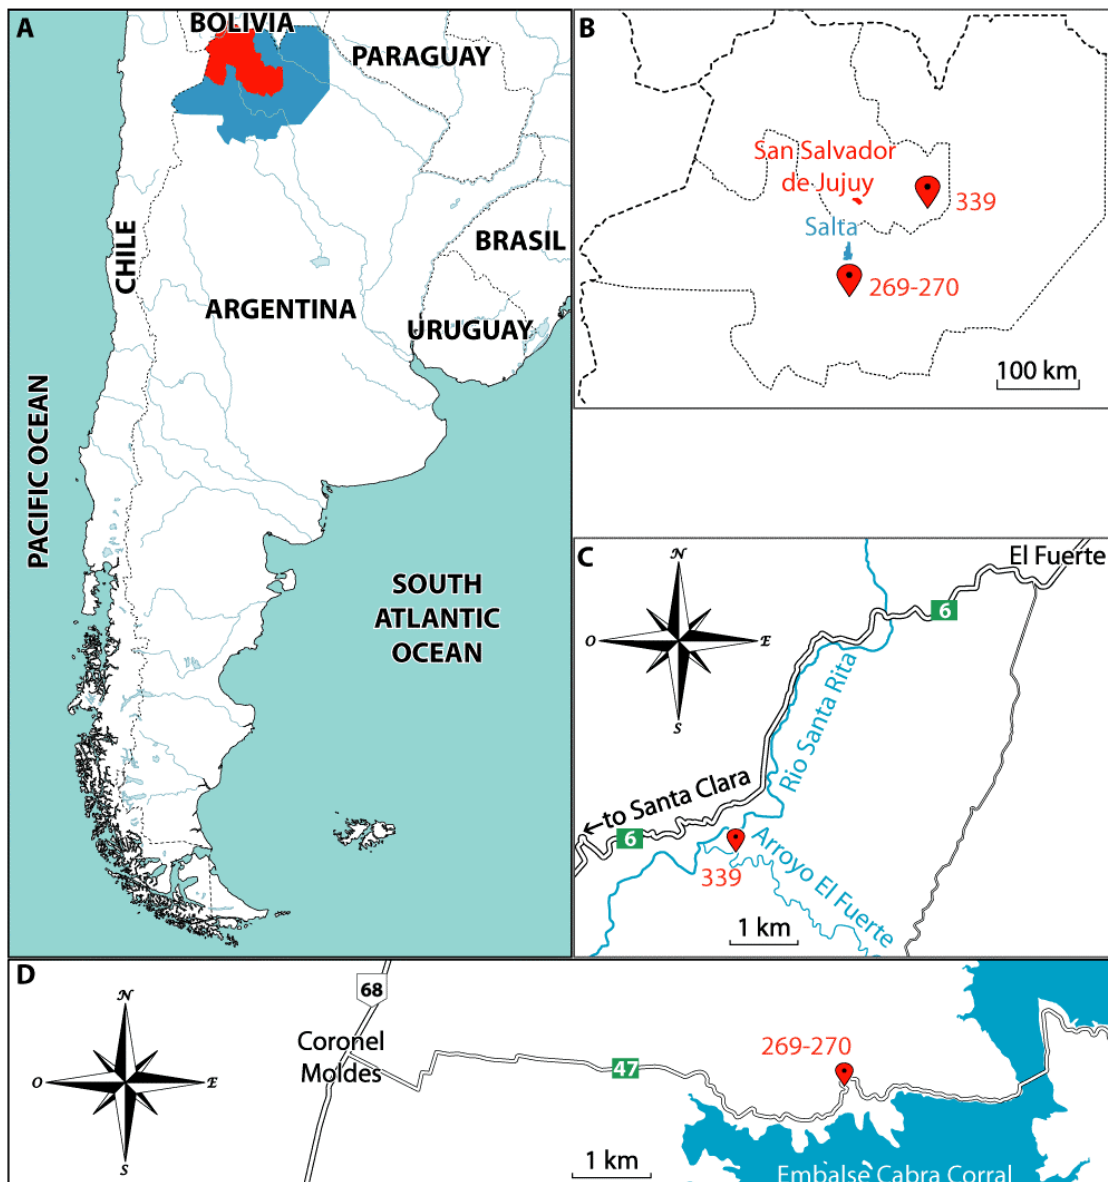 A
BOLIVIA
PARAGUAY
CHILE
BRASIL
ARGENTINA
URUGUAY
PACIFIC OCEAN
SOUTH
ATLANTIC
OCEAN
B
San Salvador
de Jujuy
339
Salta
269-270
100 km
C
El Fuerte
N
O
E
S
6
Rio Santa Rita
←to Santa Clara
6
339
Arroyo El Fuerte
1 km
D
N
O
E
S
68
Coronel
Moldes
47
269-270
1 km
Embalse Cabra Corral